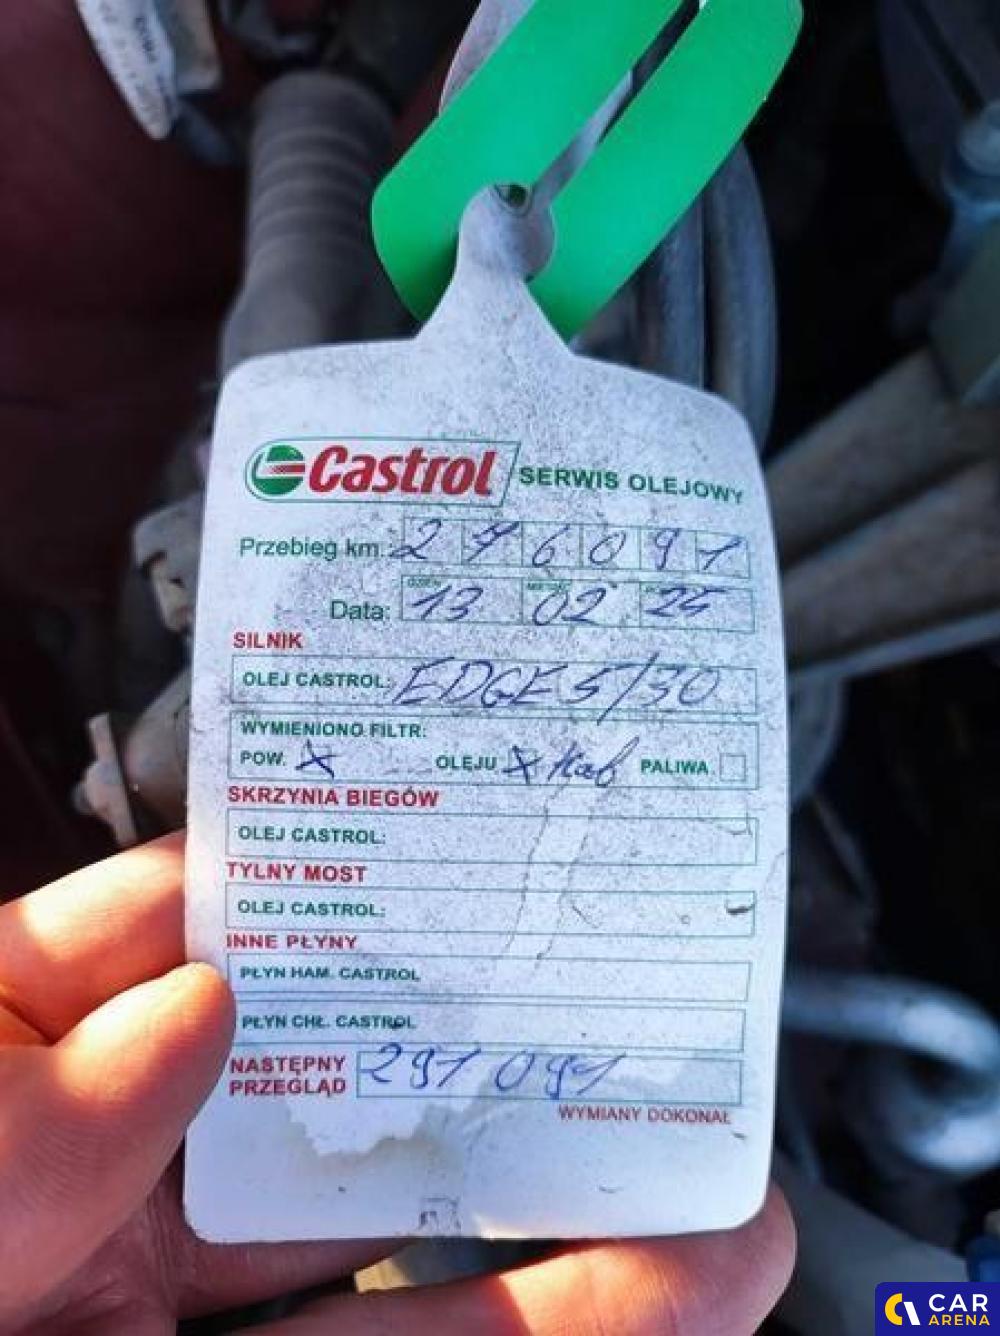 Castrol SERWIS OLEJOWY
Przebieg km: 276091
Data: 13 02 25
SILNIK
OLEJ CASTROL: EDGE 5/30
WYMIENIONO FILTR:
POW. X OLEJU X Kab PALIWA
SKRZYNIA BIEGÓW
OLEJ CASTROL:
TYLNY MOST
OLEJ CASTROL:
INNE PŁYNY
PŁYN HAM. CASTROL
PŁYN CHŁ. CASTROL
NASTĘPNY
PRZEGLĄD 291 091
WYMIANY DOKONAŁ
CAR
ARENA